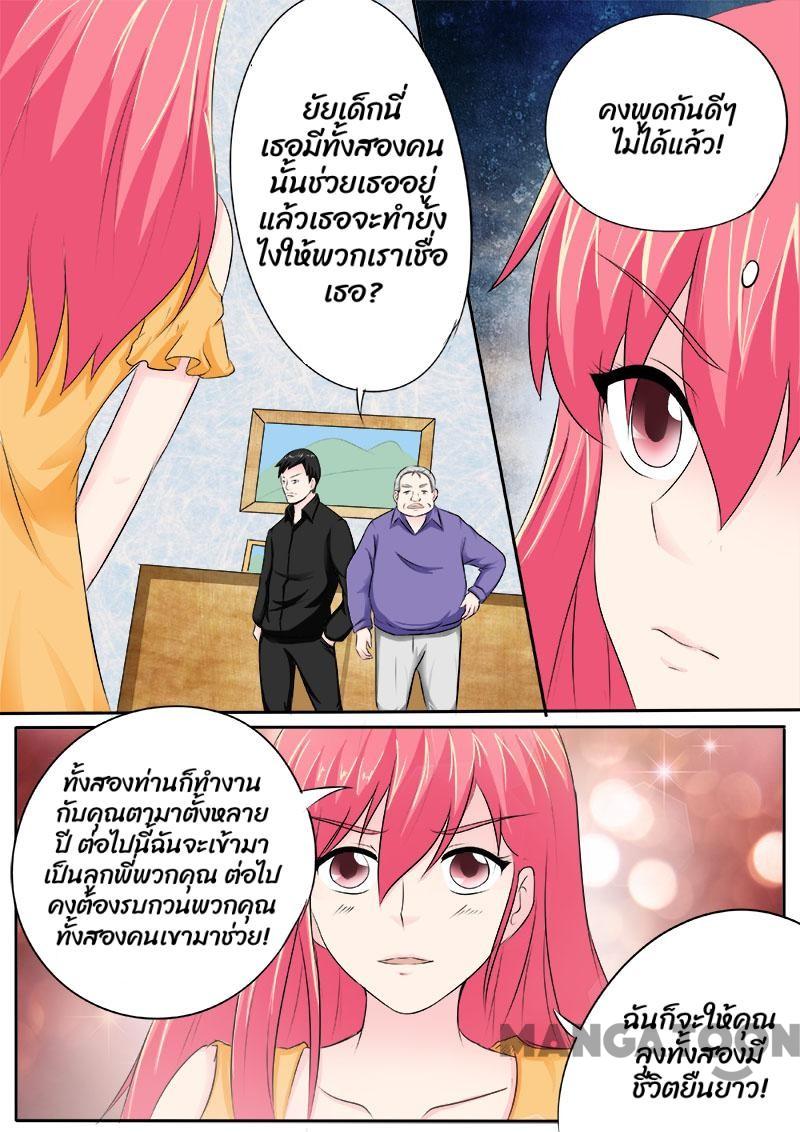 ยัยเด็กนี่
เธอมีทั้งสองคน
นั้นช่วยเธออยู่
แล้วเธอจะทำยัง
ไงให้พวกเราเชื่อ
เธอ?
คงพูดกันดีๆ
ไม่ได้แล้ว!
ทั้งสองท่านก็ทำงาน
กับคุณตามาตั้งหลาย
ปี ต่อไปนี้ฉันจะเข้ามา
เป็นลูกพี่พวกคุณ ต่อไป
คงต้องรบกวนพวกคุณ
ทั้งสองคนเขามาช่วย!
ฉันก็จะให้คุณ
ลุงทั้งสองมี
ชีวิตยืนยาว!
MANGATOON